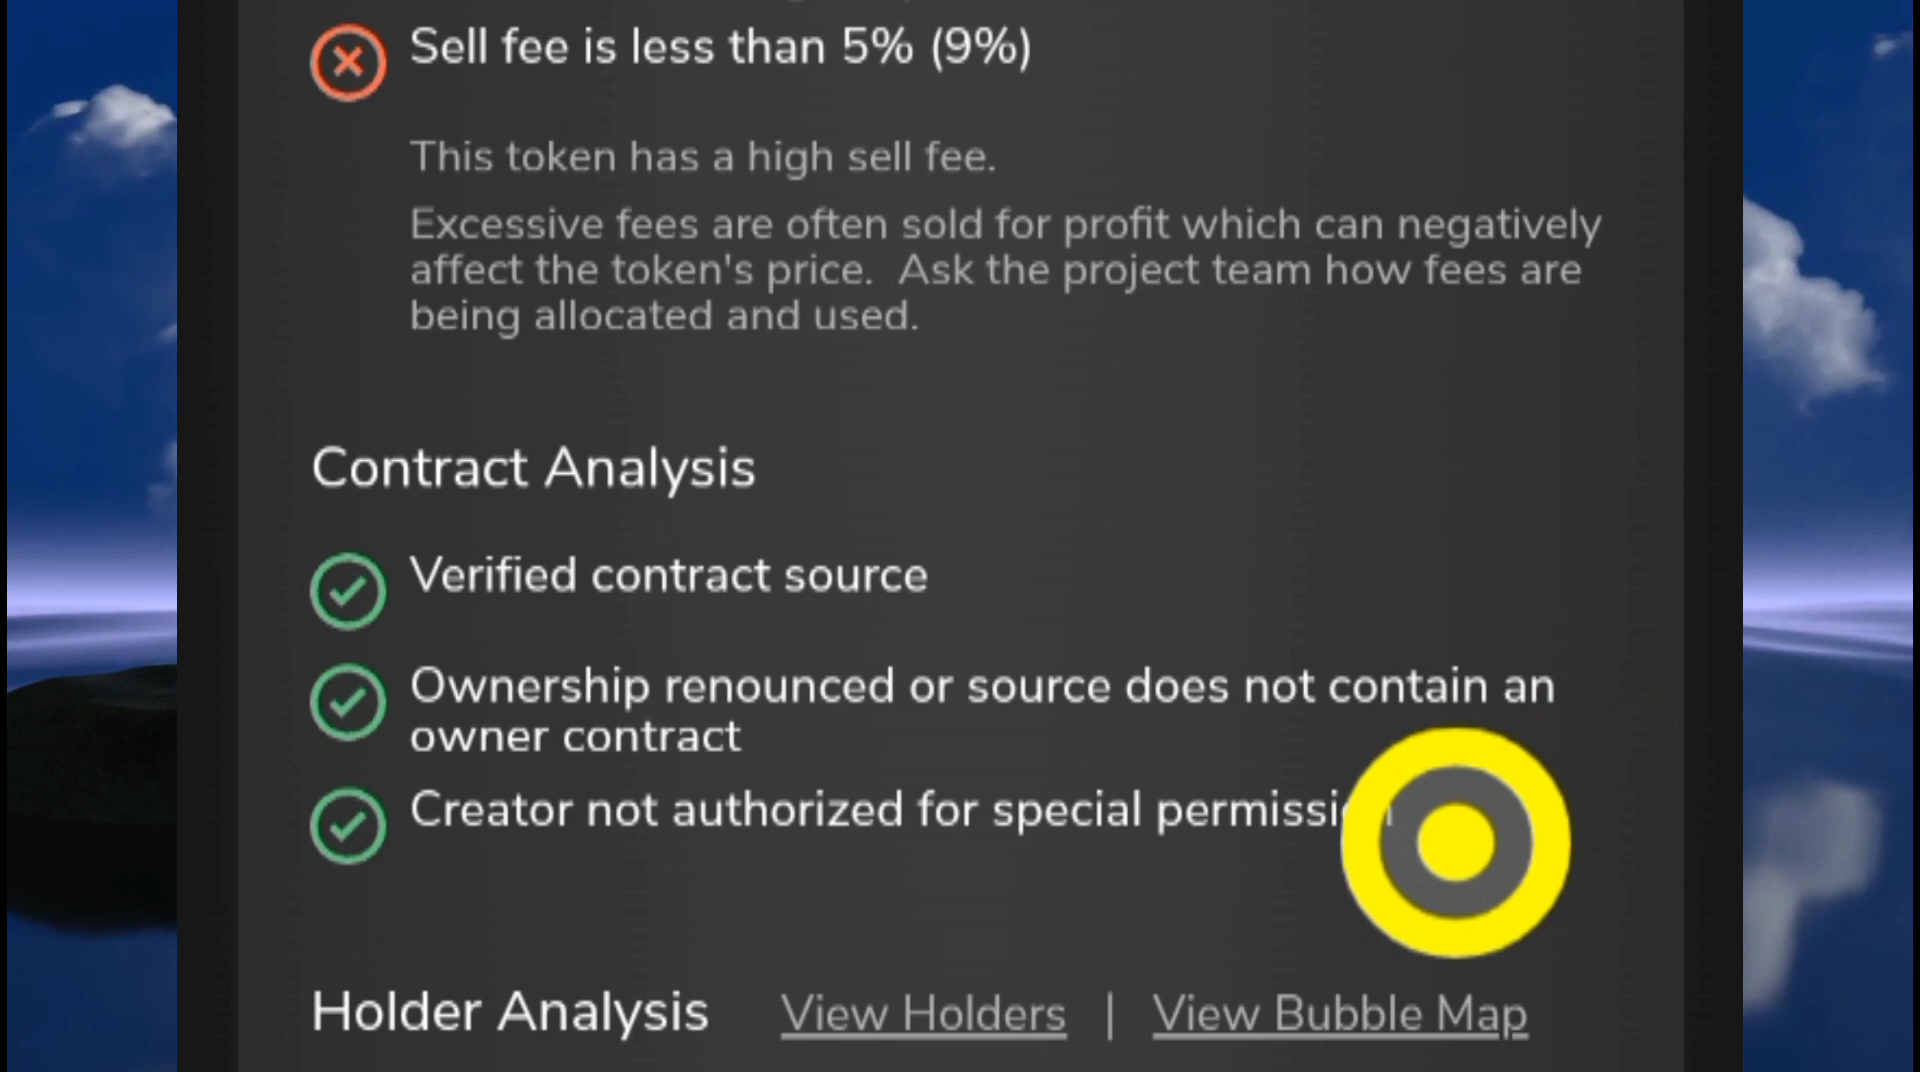 Sell fee is less than 5% (9%)
This token has a high sell fee.
Excessive fees are often sold for profit which can negatively
affect the token's price. Ask the project team how fees are
being allocated and used.
Contract Analysis
Verified contract source
Ownership renounced or source does not contain an
owner contract
Creator not authorized for special permission
Holder Analysis View Holders | View Bubble Map